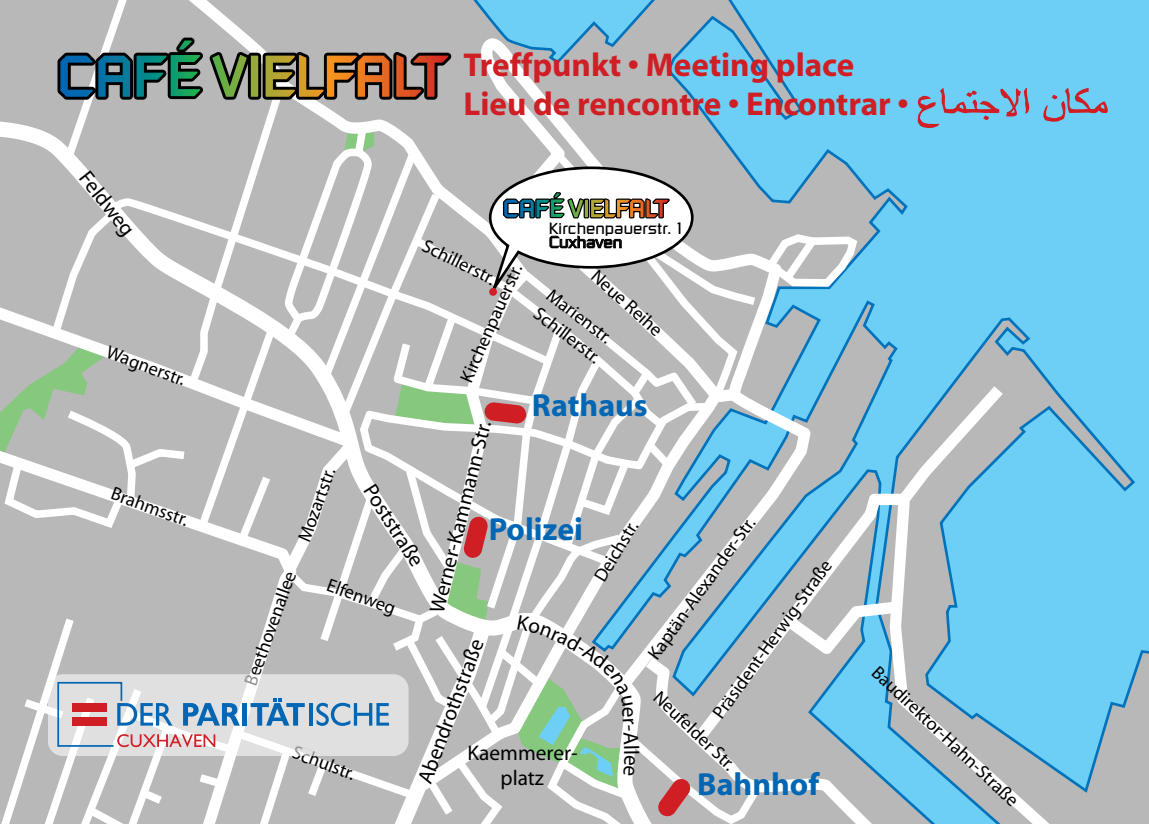 CAFÉ VIELFALT
Treffpunkt • Meeting place
Lieu de rencontre • Encontrar • مكان الاجتماع
CAFÉ VIELFALT
Kirchenpauerstr. 1
Cuxhaven
Feldweg
Schillerstr.
Kirchenpauerstr.
Neue Reihe
Marienstr.
Schillerstr.
Wagnerstr.
Rathaus
Werner-Kammann-Str.
Mozartstr.
Brahmsstr.
Poststraße
Polizei
Deichstr.
Kaptän-Alexander-Str.
Präsident-Herwig-Straße
Elfenweg
Beethovenallee
Konrad-Adenauer-Allee
Abendrothstraße
Neufelder Str.
Baudirektor-Hahn-Straße
DER PARITÄTISCHE
CUXHAVEN
Schulstr.
Kaemmerer-
platz
Bahnhof